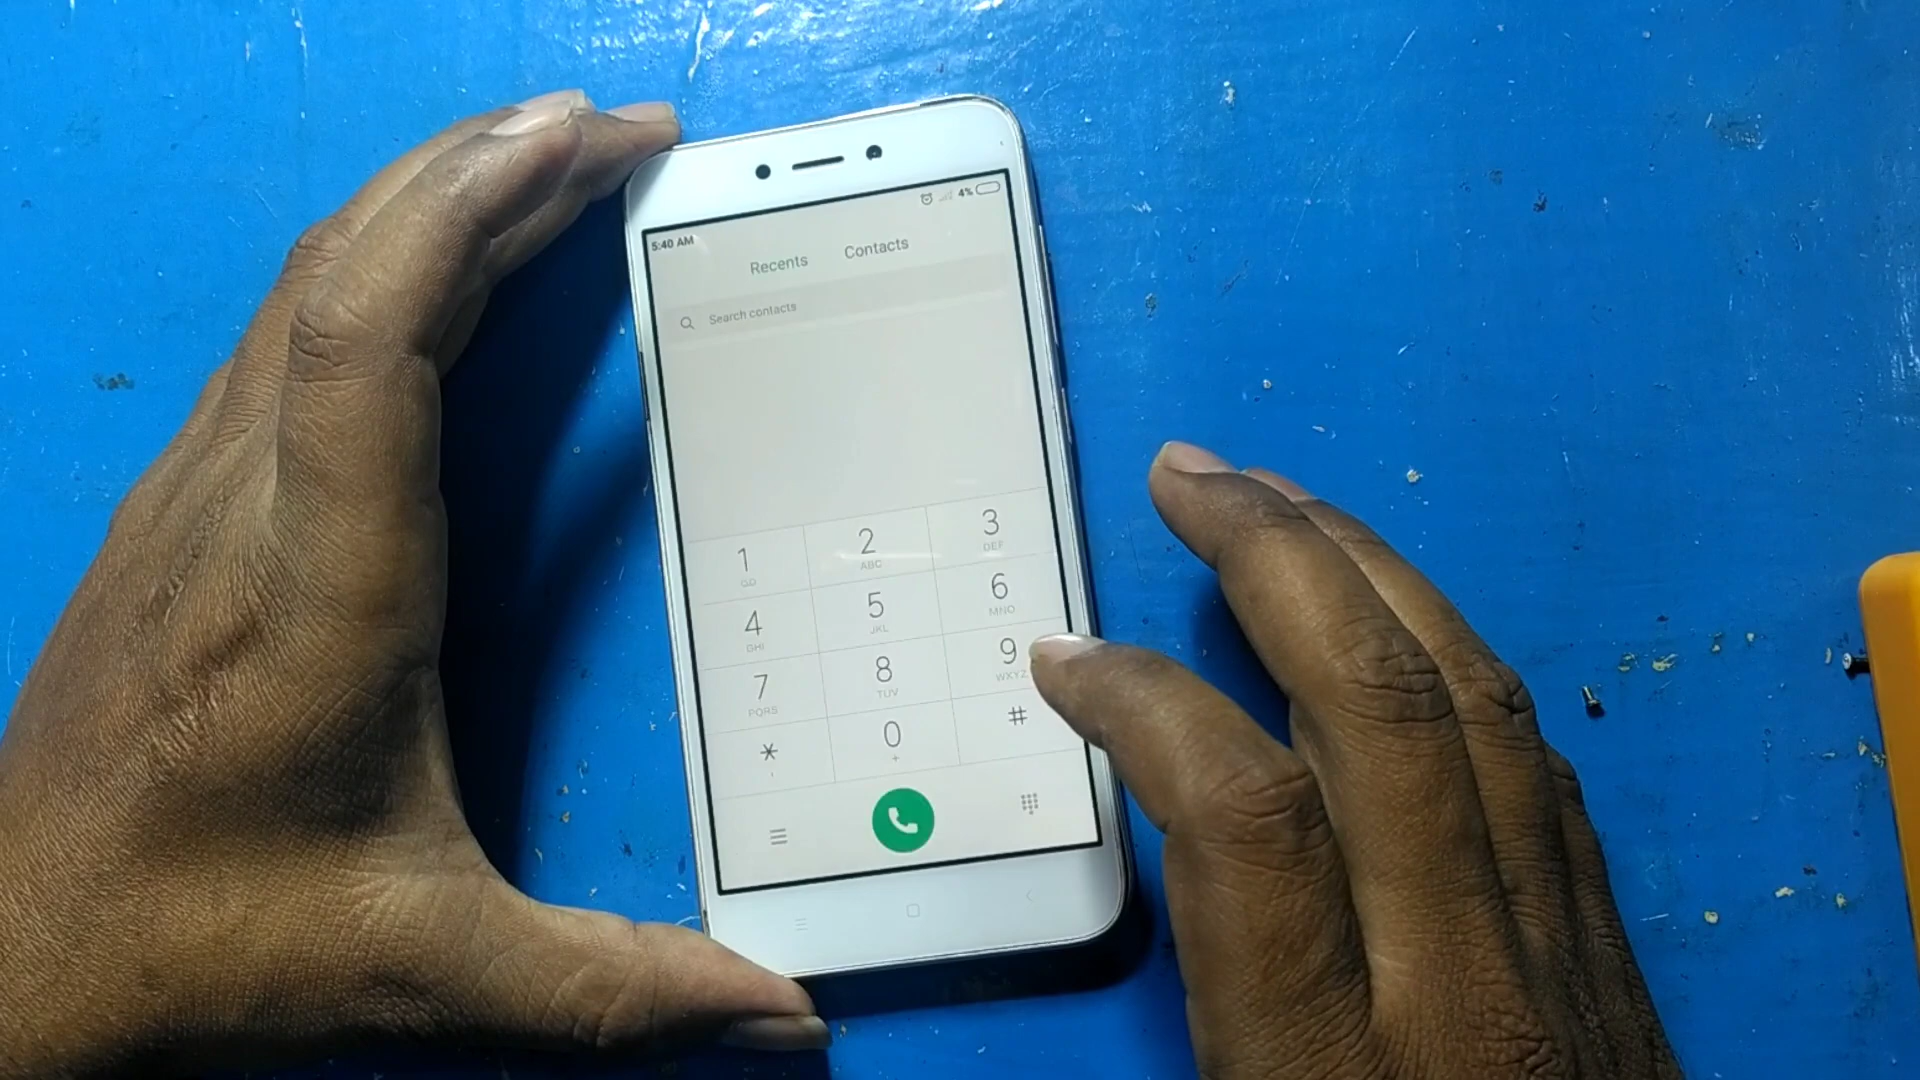 5:40 AM 4%
Recents Contacts
Search contacts
1 2 3
ABC DEF
4 5 6
GHI JKL MNO
7 8 9
PQRS TUV WXYZ
* 0 #
, +